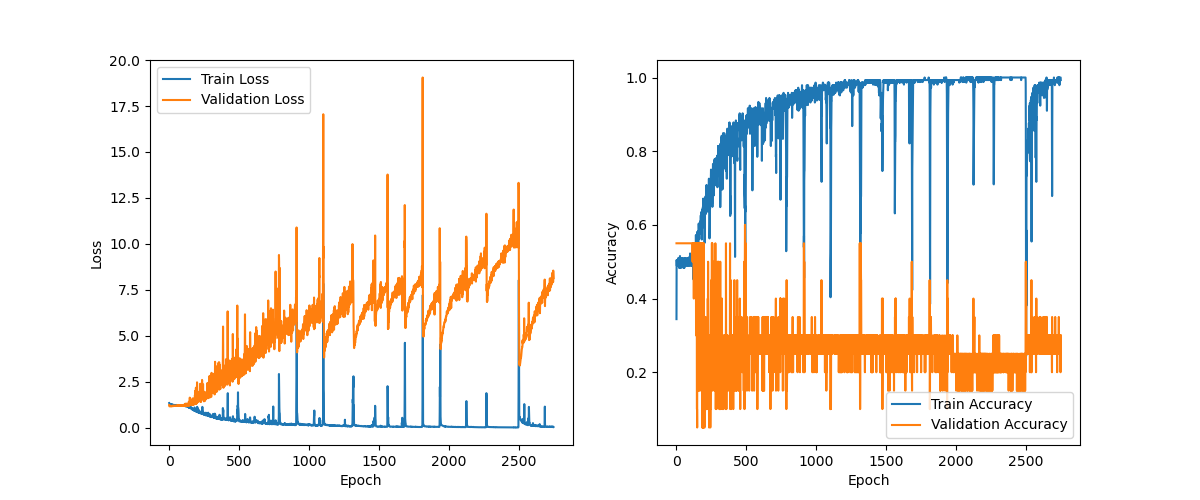 Train Loss
Validation Loss
Loss
20.0
17.5
15.0
12.5
10.0
7.5
5.0
2.5
0.0
0 500 1000 1500 2000 2500
Epoch
Accuracy
1.0
0.8
0.6
0.4
0.2
Train Accuracy
Validation Accuracy
0 500 1000 1500 2000 2500
Epoch